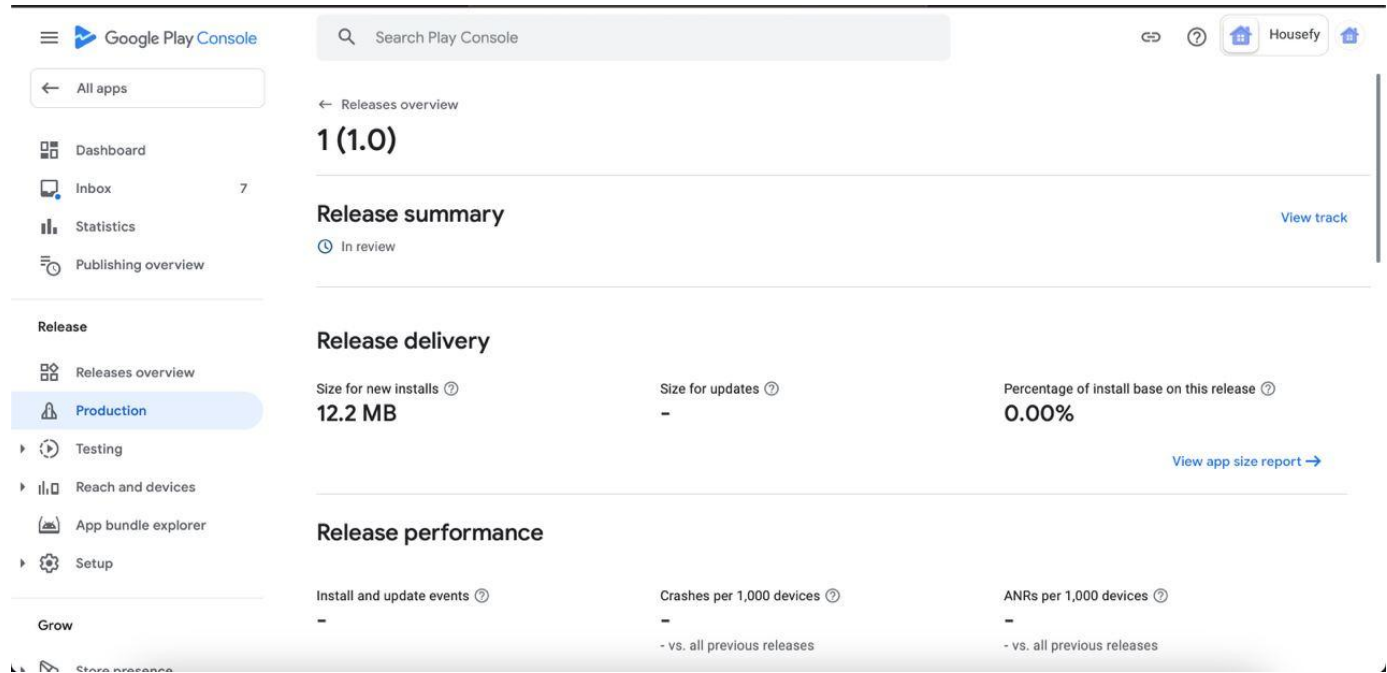 Google Play Console
Search Play Console
Housefy
All apps
Dashboard
Inbox 7
Statistics
Publishing overview
Release
Releases overview
Production
Testing
Reach and devices
App bundle explorer
Setup
Grow
Store presence
Releases overview
1 (1.0)
Release summary
View track
In review
Release delivery
Size for new installs
Size for updates
Percentage of install base on this release
12.2 MB
-
0.00%
View app size report →
Release performance
Install and update events
Crashes per 1,000 devices
ANRs per 1,000 devices
-
-
-
- vs. all previous releases
- vs. all previous releases